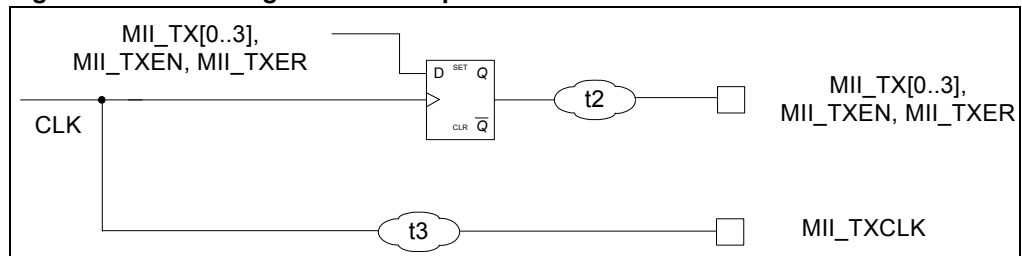 MII_TX[0..3],
MII_TXEN, MII_TXER
D SET Q
CLK
CLR Q
t2
MII_TX[0..3],
MII_TXEN, MII_TXER
t3
MII_TXCLK